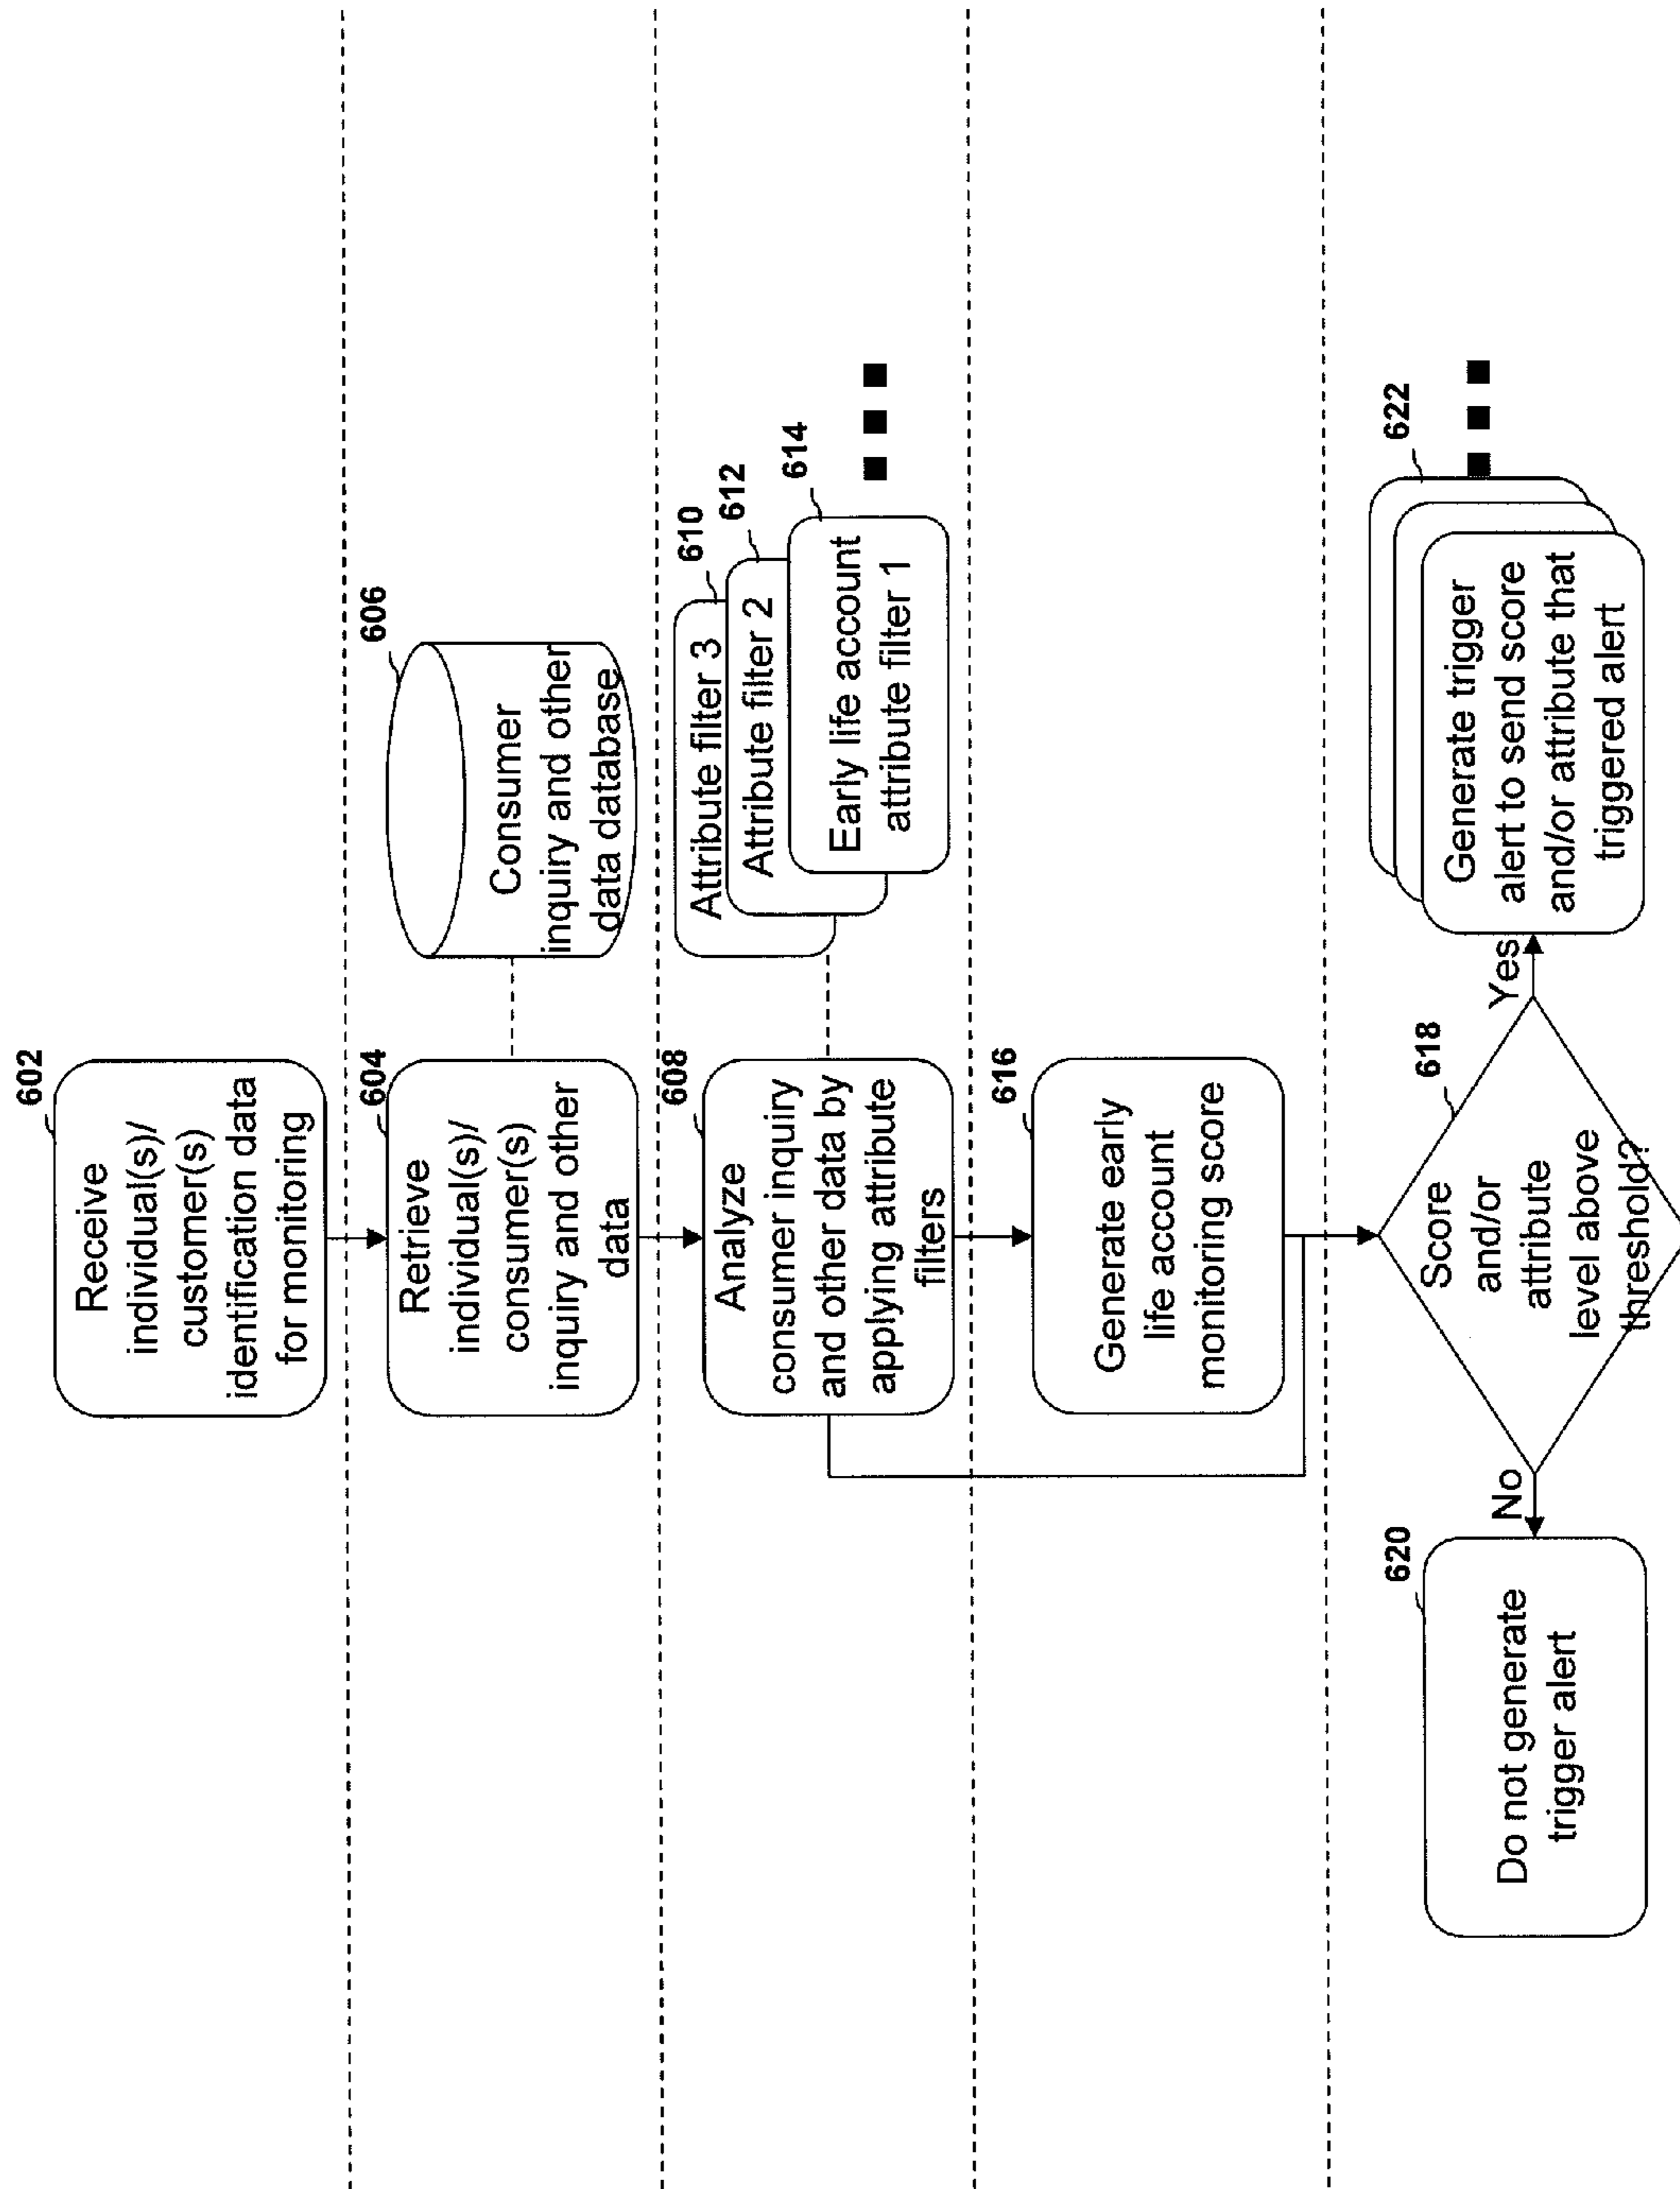 602
Receive
individual(s)/
customer(s)
identification data
for monitoring
604
Retrieve
individual(s)/
consumer(s)
inquiry and other
data
606
Consumer
inquiry and other
data database
608
Analyze
consumer inquiry
and other data by
applying attribute
filters
610
Attribute filter 3
612
Attribute filter 2
614
Early life account
attribute filter 1
616
Generate early
life account
monitoring score
618
Score
and/or
attribute
level above
threshold?
No
Yes
620
Do not generate
trigger alert
622
Generate trigger
alert to send score
and/or attribute that
triggered alert